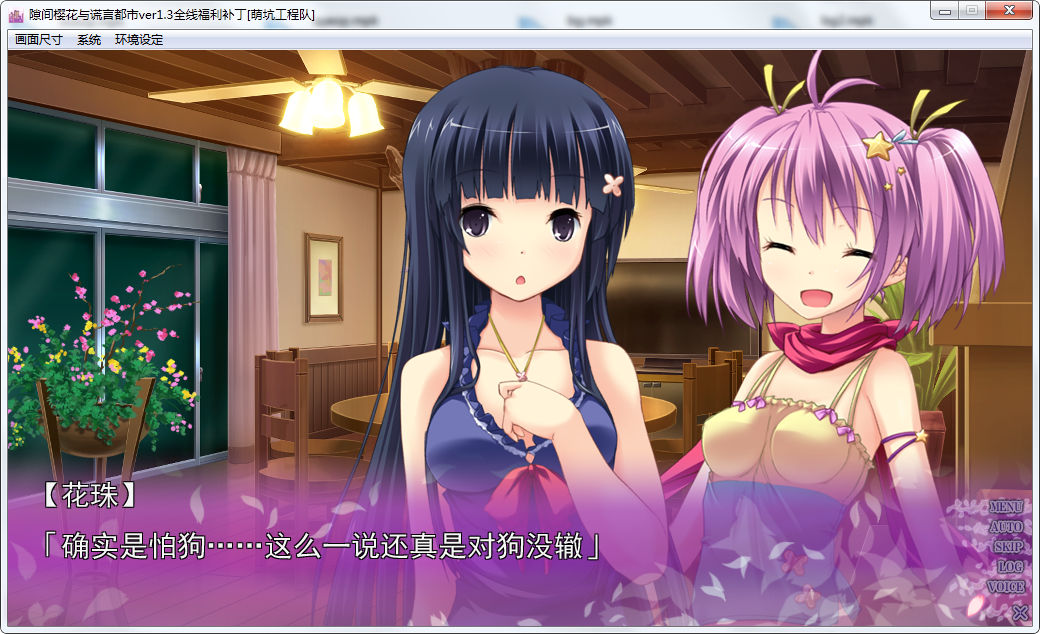 隙间樱花与谎言都市ver1.3全线福利补丁[萌坑工程队]
画面尺寸 系统 环境设定
【花珠】
「确实是怕狗……这么一说还真是对狗没辙」
MENU
AUTO
SKIP
LOG
VOICE